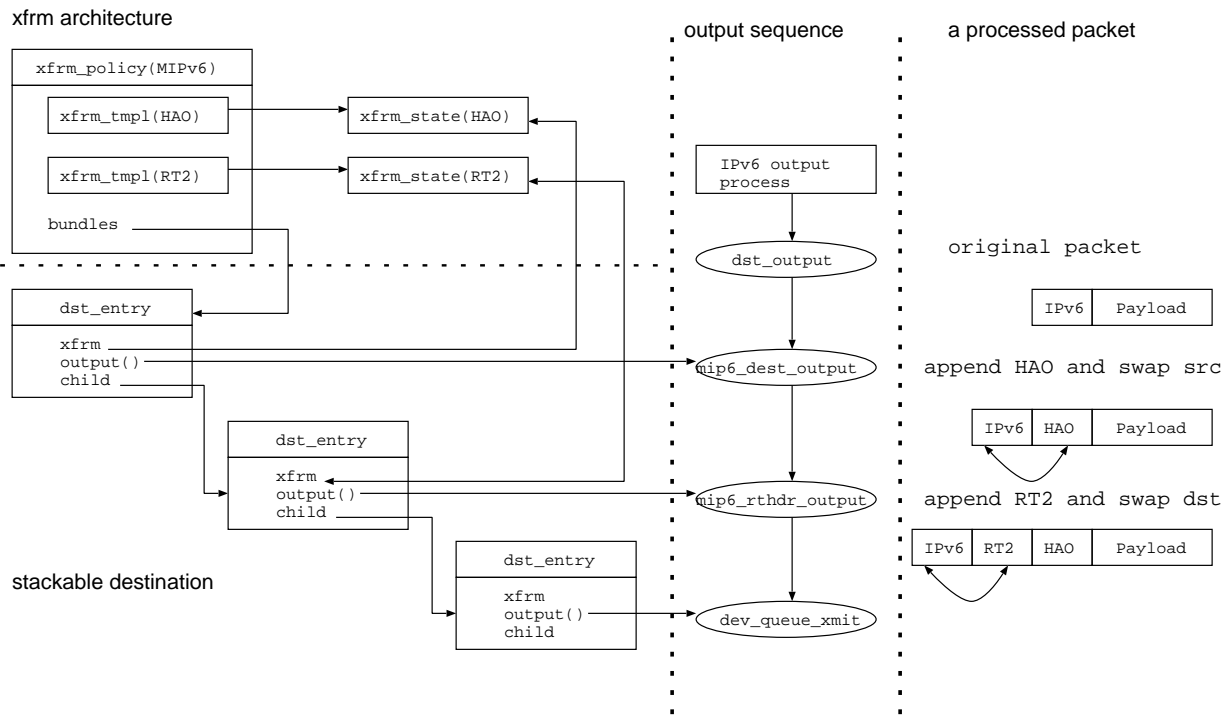 xfrm architecture
xfrm_policy(MIPv6)
xfrm_tmpl(HAO)
xfrm_state(HAO)
xfrm_tmpl(RT2)
xfrm_state(RT2)
bundles
dst_entry
xfrm
output()
child
dst_entry
xfrm
output()
child
dst_entry
xfrm
output()
child
stackable destination
output sequence
IPv6 output
process
dst_output
mip6_dest_output
mip6_rthdr_output
dev_queue_xmit
a processed packet
original packet
IPv6 Payload
append HAO and swap src
IPv6 HAO Payload
append RT2 and swap dst
IPv6 RT2 HAO Payload